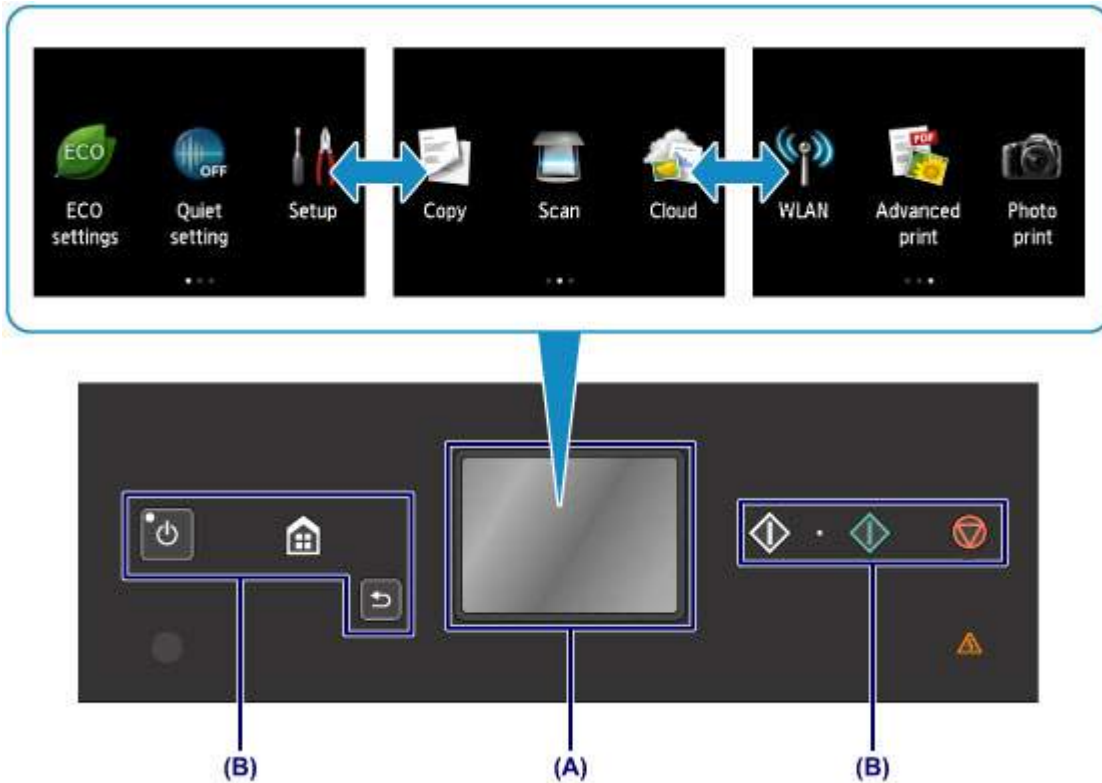 ECO
OFF
PDF
ECO
settings
Quiet
setting
Setup
Copy
Scan
Cloud
WLAN
Advanced
print
Photo
print
(B)
(A)
(B)